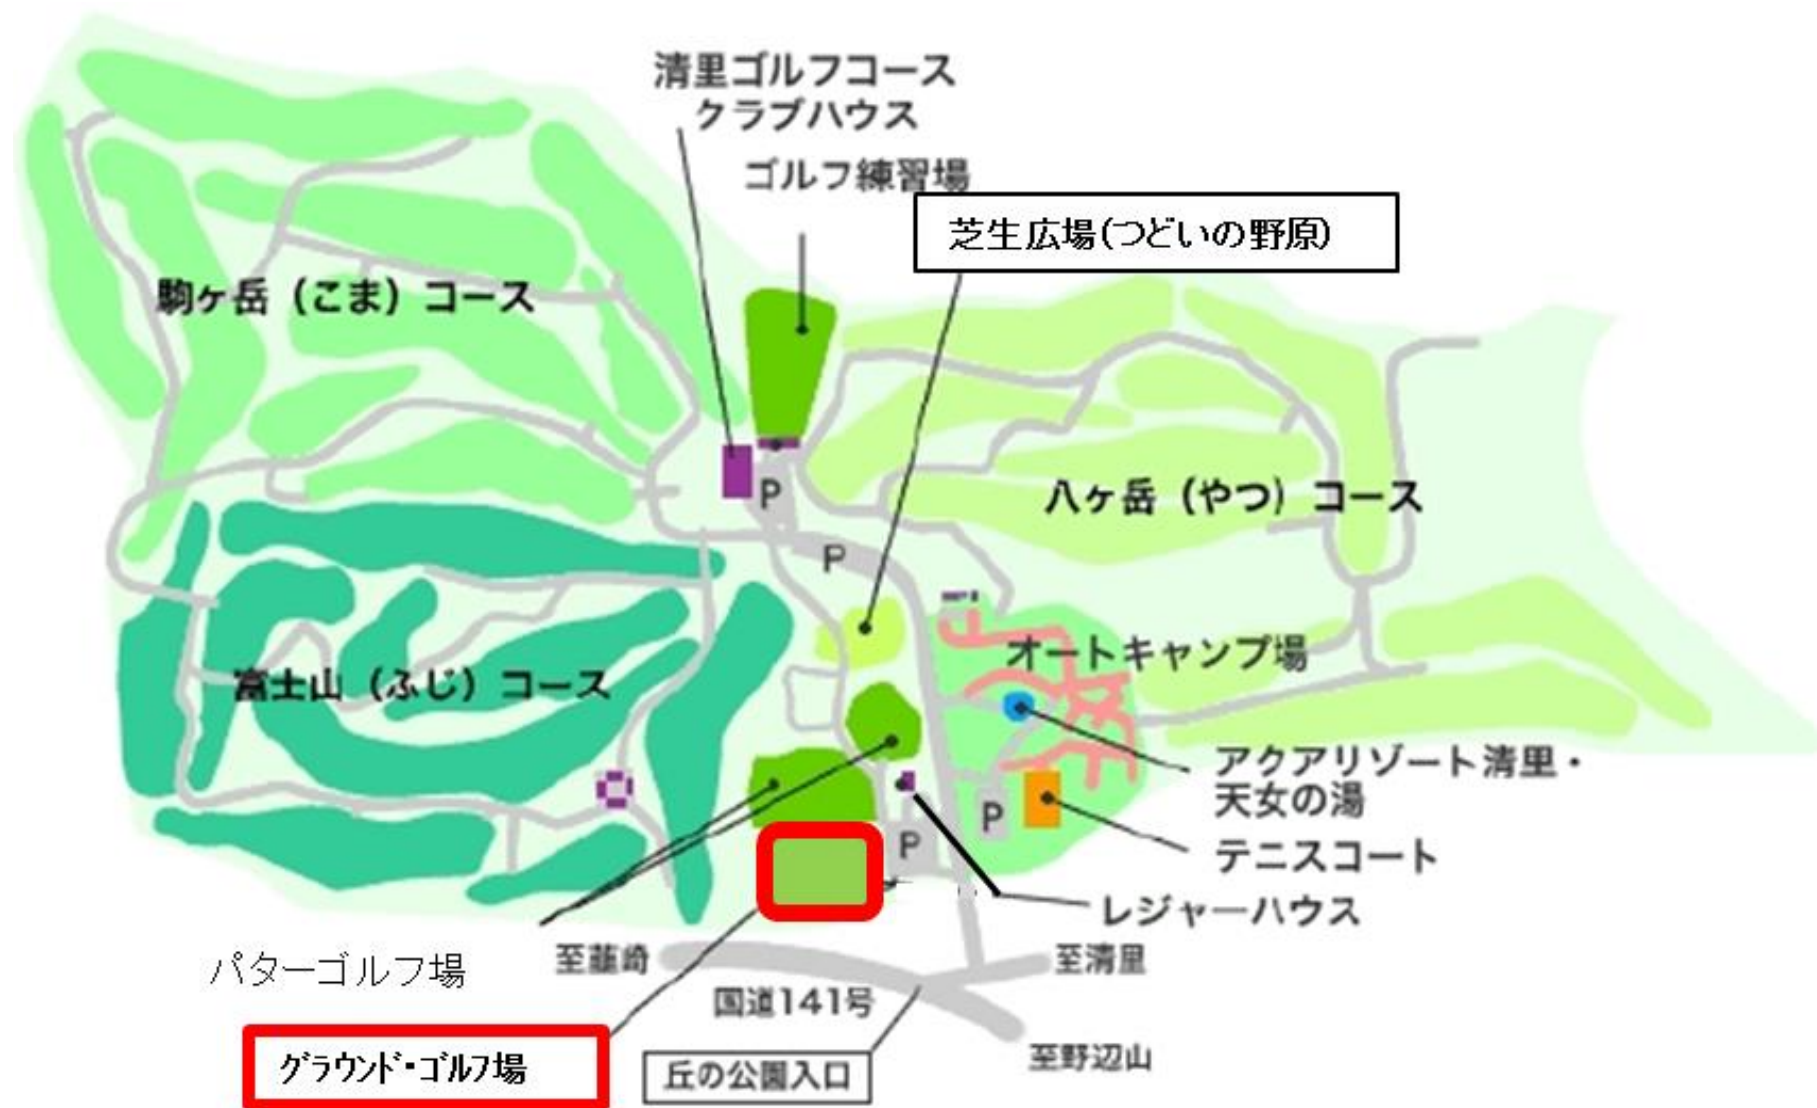 清里ゴルフコース
クラブハウス
ゴルフ練習場
芝生広場(つどいの野原)
駒ヶ岳（こま）コース
P
八ヶ岳（やつ）コース
P
オートキャンプ場
富士山（ふじ）コース
アクアリゾート清里・
天女の湯
P
P
テニスコート
レジャーハウス
パターゴルフ場
至韮崎
至清里
国道141号
グラウンド・ゴルフ場
丘の公園入口
至野辺山